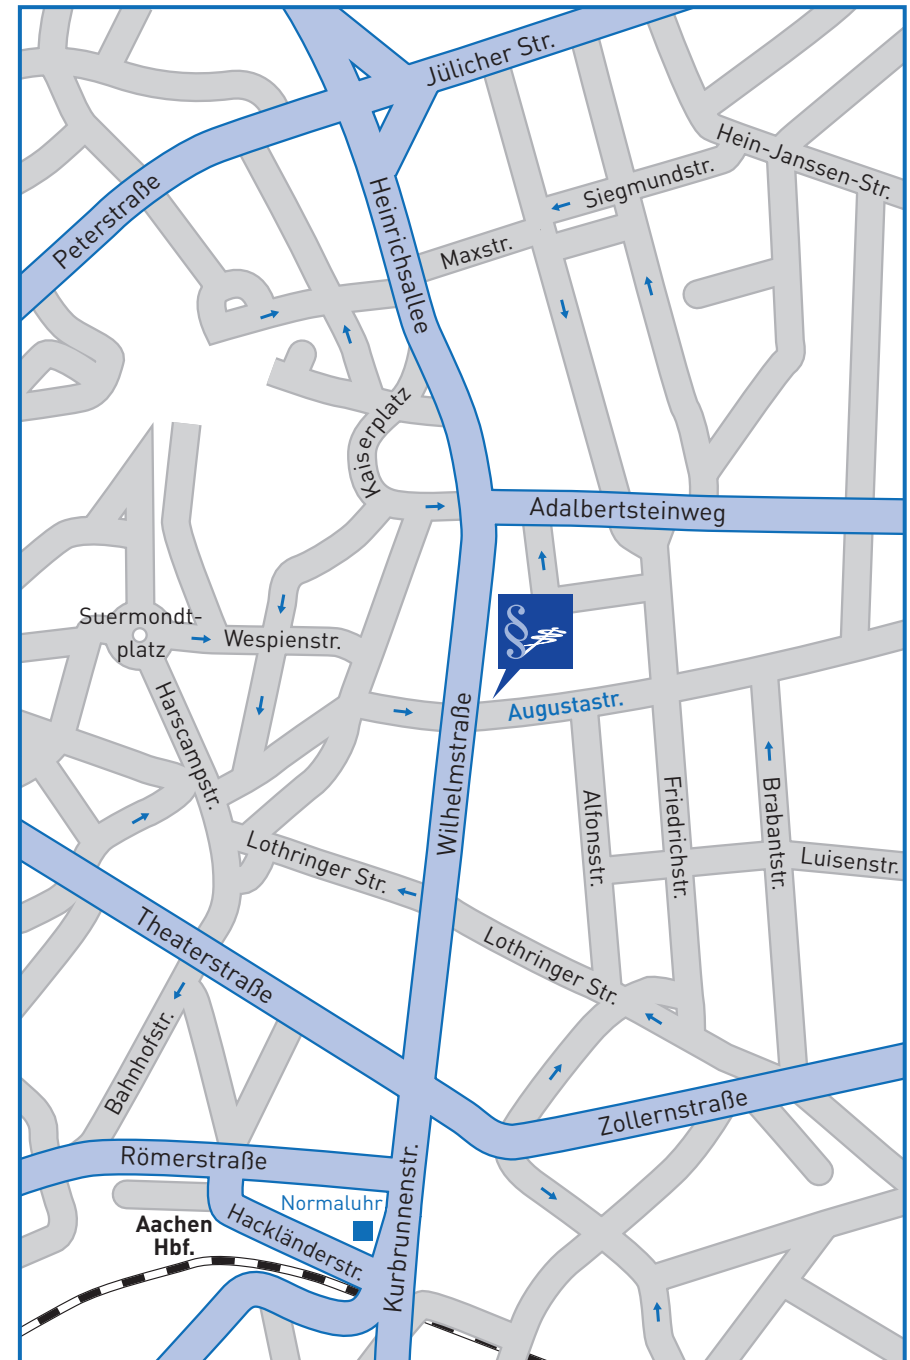 Jülicher Str.
Hein-Janssen-Str.
Siegmundstr.
Peterstraße
Heinrichsallee
Maxstr.
Kaiserplatz
Adalbertsteinweg
Suermondt-
platz
Wespienstr.
§
§
Harscampstr.
Wilhelmstraße
Augustastr.
Alfonsstr.
Friedrichstr.
Brabantstr.
Lothringer Str.
Luisenstr.
Theaterstraße
Lothringer Str.
Bahnhofstr.
Zollernstraße
Römerstraße
Kurbrunnenstr.
Normaluhr
Aachen
Hbf.
Hackländerstr.